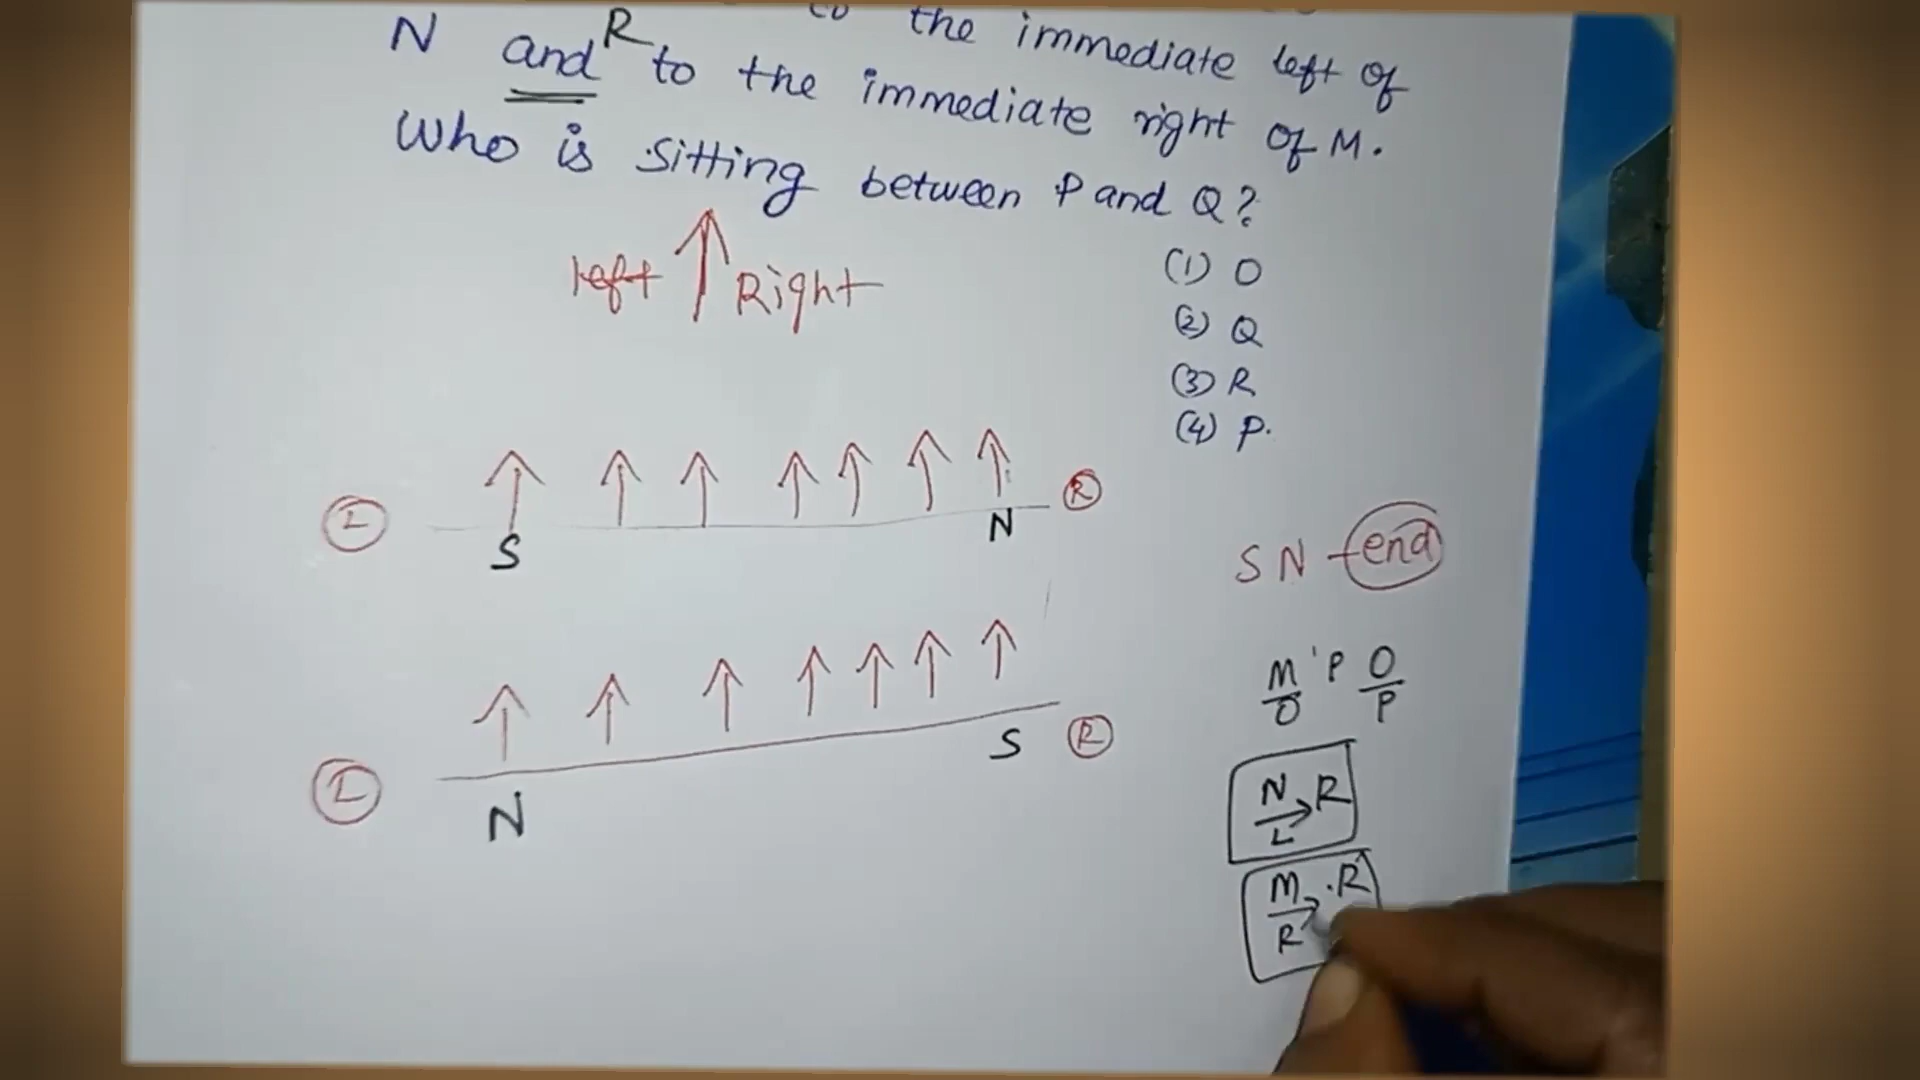 to the immediate left of
N and R to the immediate right of M.
Who is sitting between P and Q?
left Right
(1) O
(2) Q
(3) R
(4) P.
L S N R
SN - end
M P O
O P
L N S R
N R
L
M . R
R